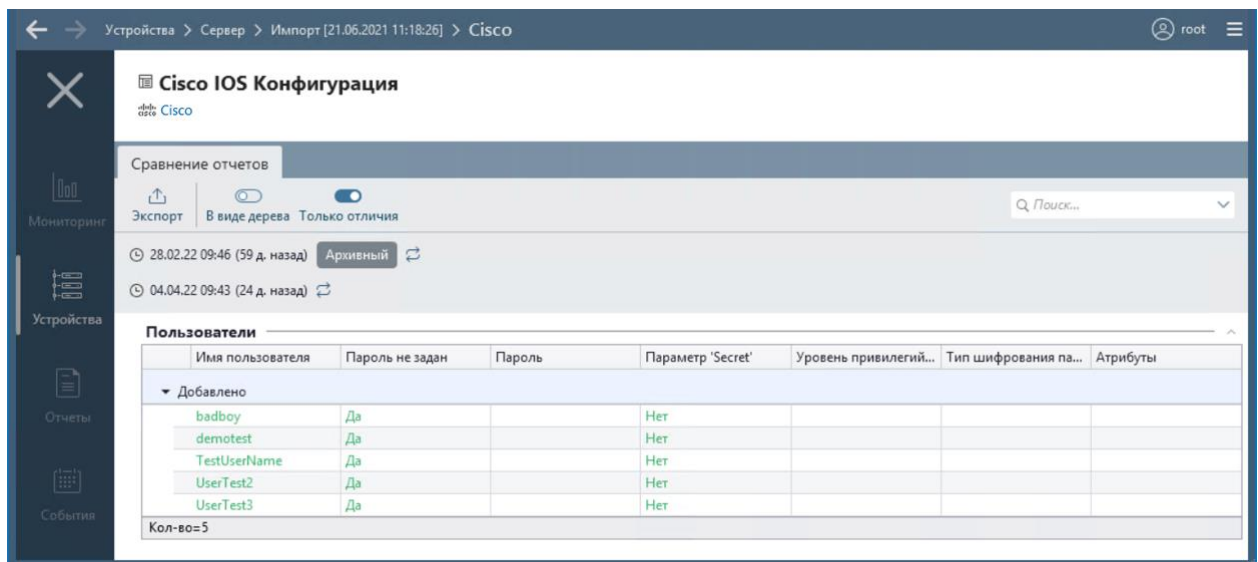 Устройства > Сервер > Импорт [21.06.2021 11:18:26] > Cisco root
Cisco IOS Конфигурация
cisco Cisco
Сравнение отчетов
Экспорт В виде дерева Только отличия Поиск...
28.02.22 09:46 (59 д. назад) Архивный
04.04.22 09:43 (24 д. назад)
Мониторинг
Устройства
Отчеты
События
Пользователи
Имя пользователя Пароль не задан Пароль Параметр 'Secret' Уровень привилегий... Тип шифрования па... Атрибуты
Добавлено
badboy Да Нет
demotest Да Нет
TestUserName Да Нет
UserTest2 Да Нет
UserTest3 Да Нет
Кол-во=5